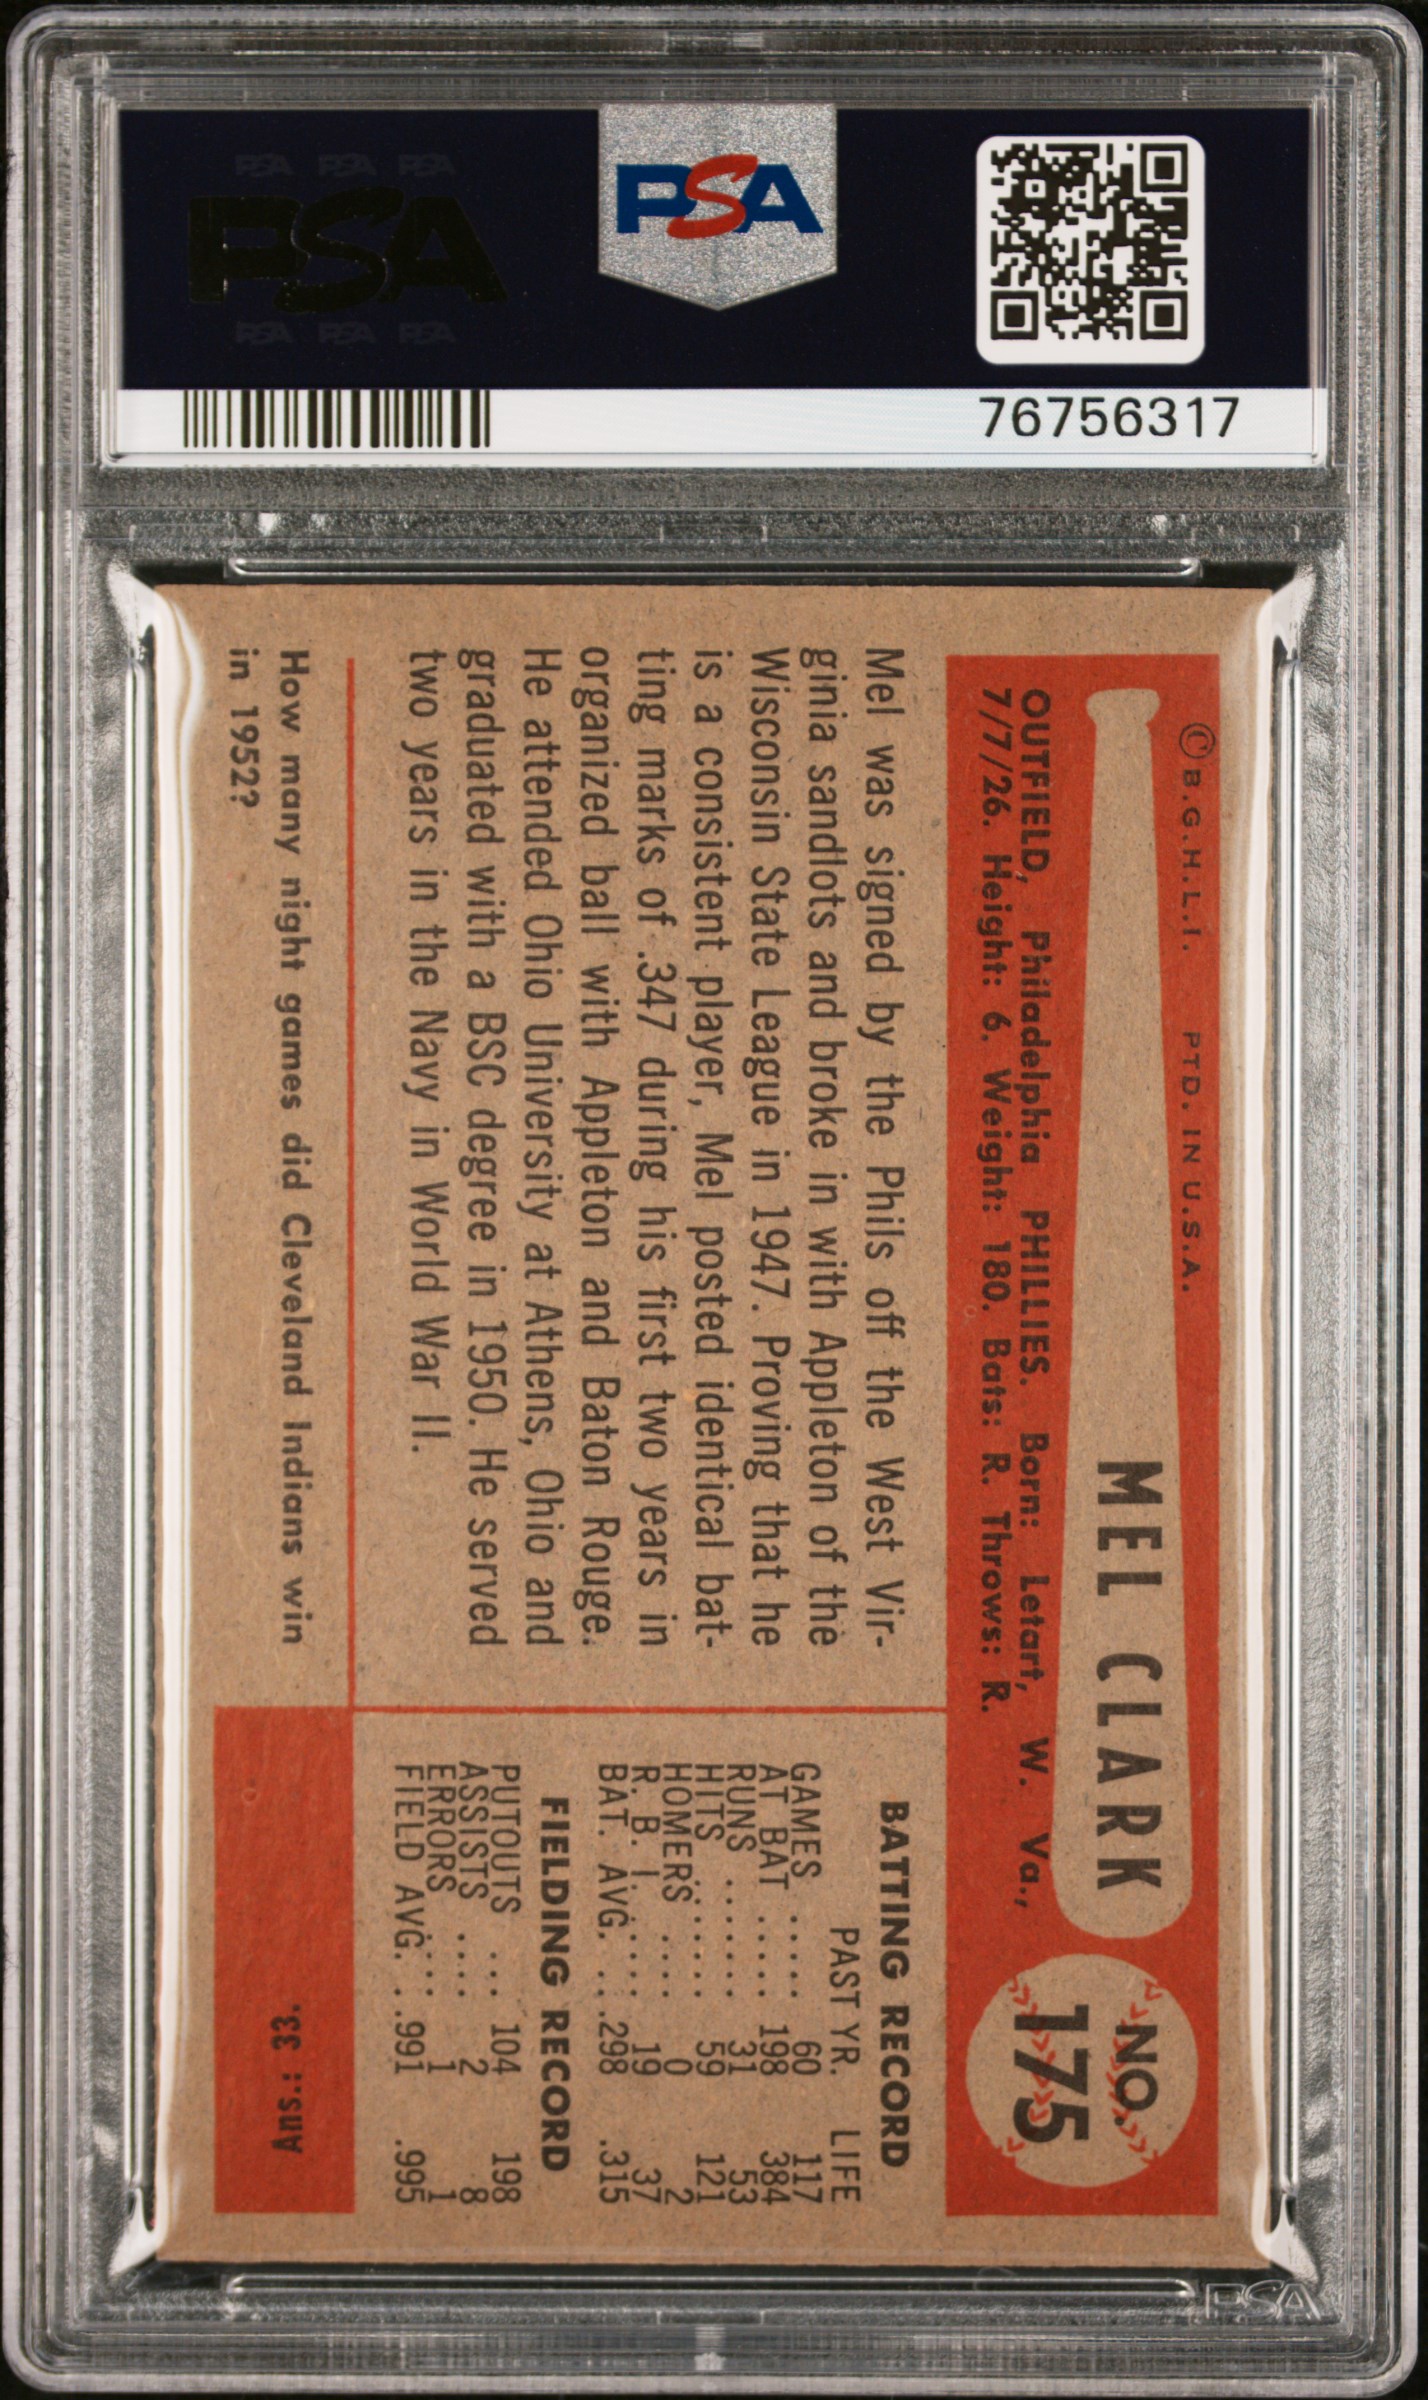 PSA PSA PSA
PSA
PSA PSA PSA
PSA
76756317
© B.G.H.L.I. PTD. IN U.S.A.
MEL CLARK
NO.
175
OUTFIELD, Philadelphia PHILLIES. Born: Letart, W. Va.,
7/7/26. Height: 6. Weight: 180. Bats: R. Throws: R.
Mel was signed by the Phils off the West Vir-
ginia sandlots and broke in with Appleton of the
Wisconsin State League in 1947. Proving that he
is a consistent player, Mel posted identical bat-
ting marks of .347 during his first two years in
organized ball with Appleton and Baton Rouge.
He attended Ohio University at Athens, Ohio and
graduated with a BSC degree in 1950. He served
two years in the Navy in World War II.
BATTING RECORD
PAST YR. LIFE
GAMES ..... 60 117
AT BAT ..... 198 384
RUNS ....... 31 53
HITS ....... 59 121
HOMERS ..... 0 2
R. B. I. ..... 19 37
BAT. AVG. ...298 .315
FIELDING RECORD
PUTOUTS ... 104 198
ASSISTS .... 2 8
ERRORS .... 1 1
FIELD AVG. ..991 .995
How many night games did Cleveland Indians win
in 1952?
Ans.: 33.
PSA